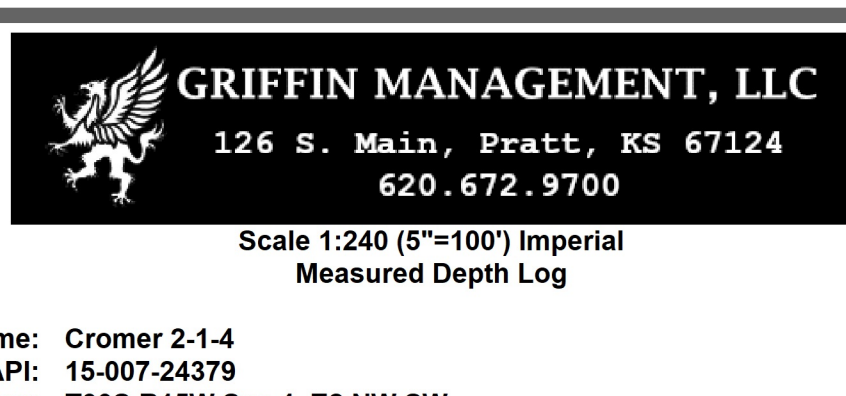 GRIFFIN MANAGEMENT, LLC
126 S. Main, Pratt, KS 67124
620.672.9700
Scale 1:240 (5"=100') Imperial
Measured Depth Log
me: Cromer 2-1-4
API: 15-007-24379